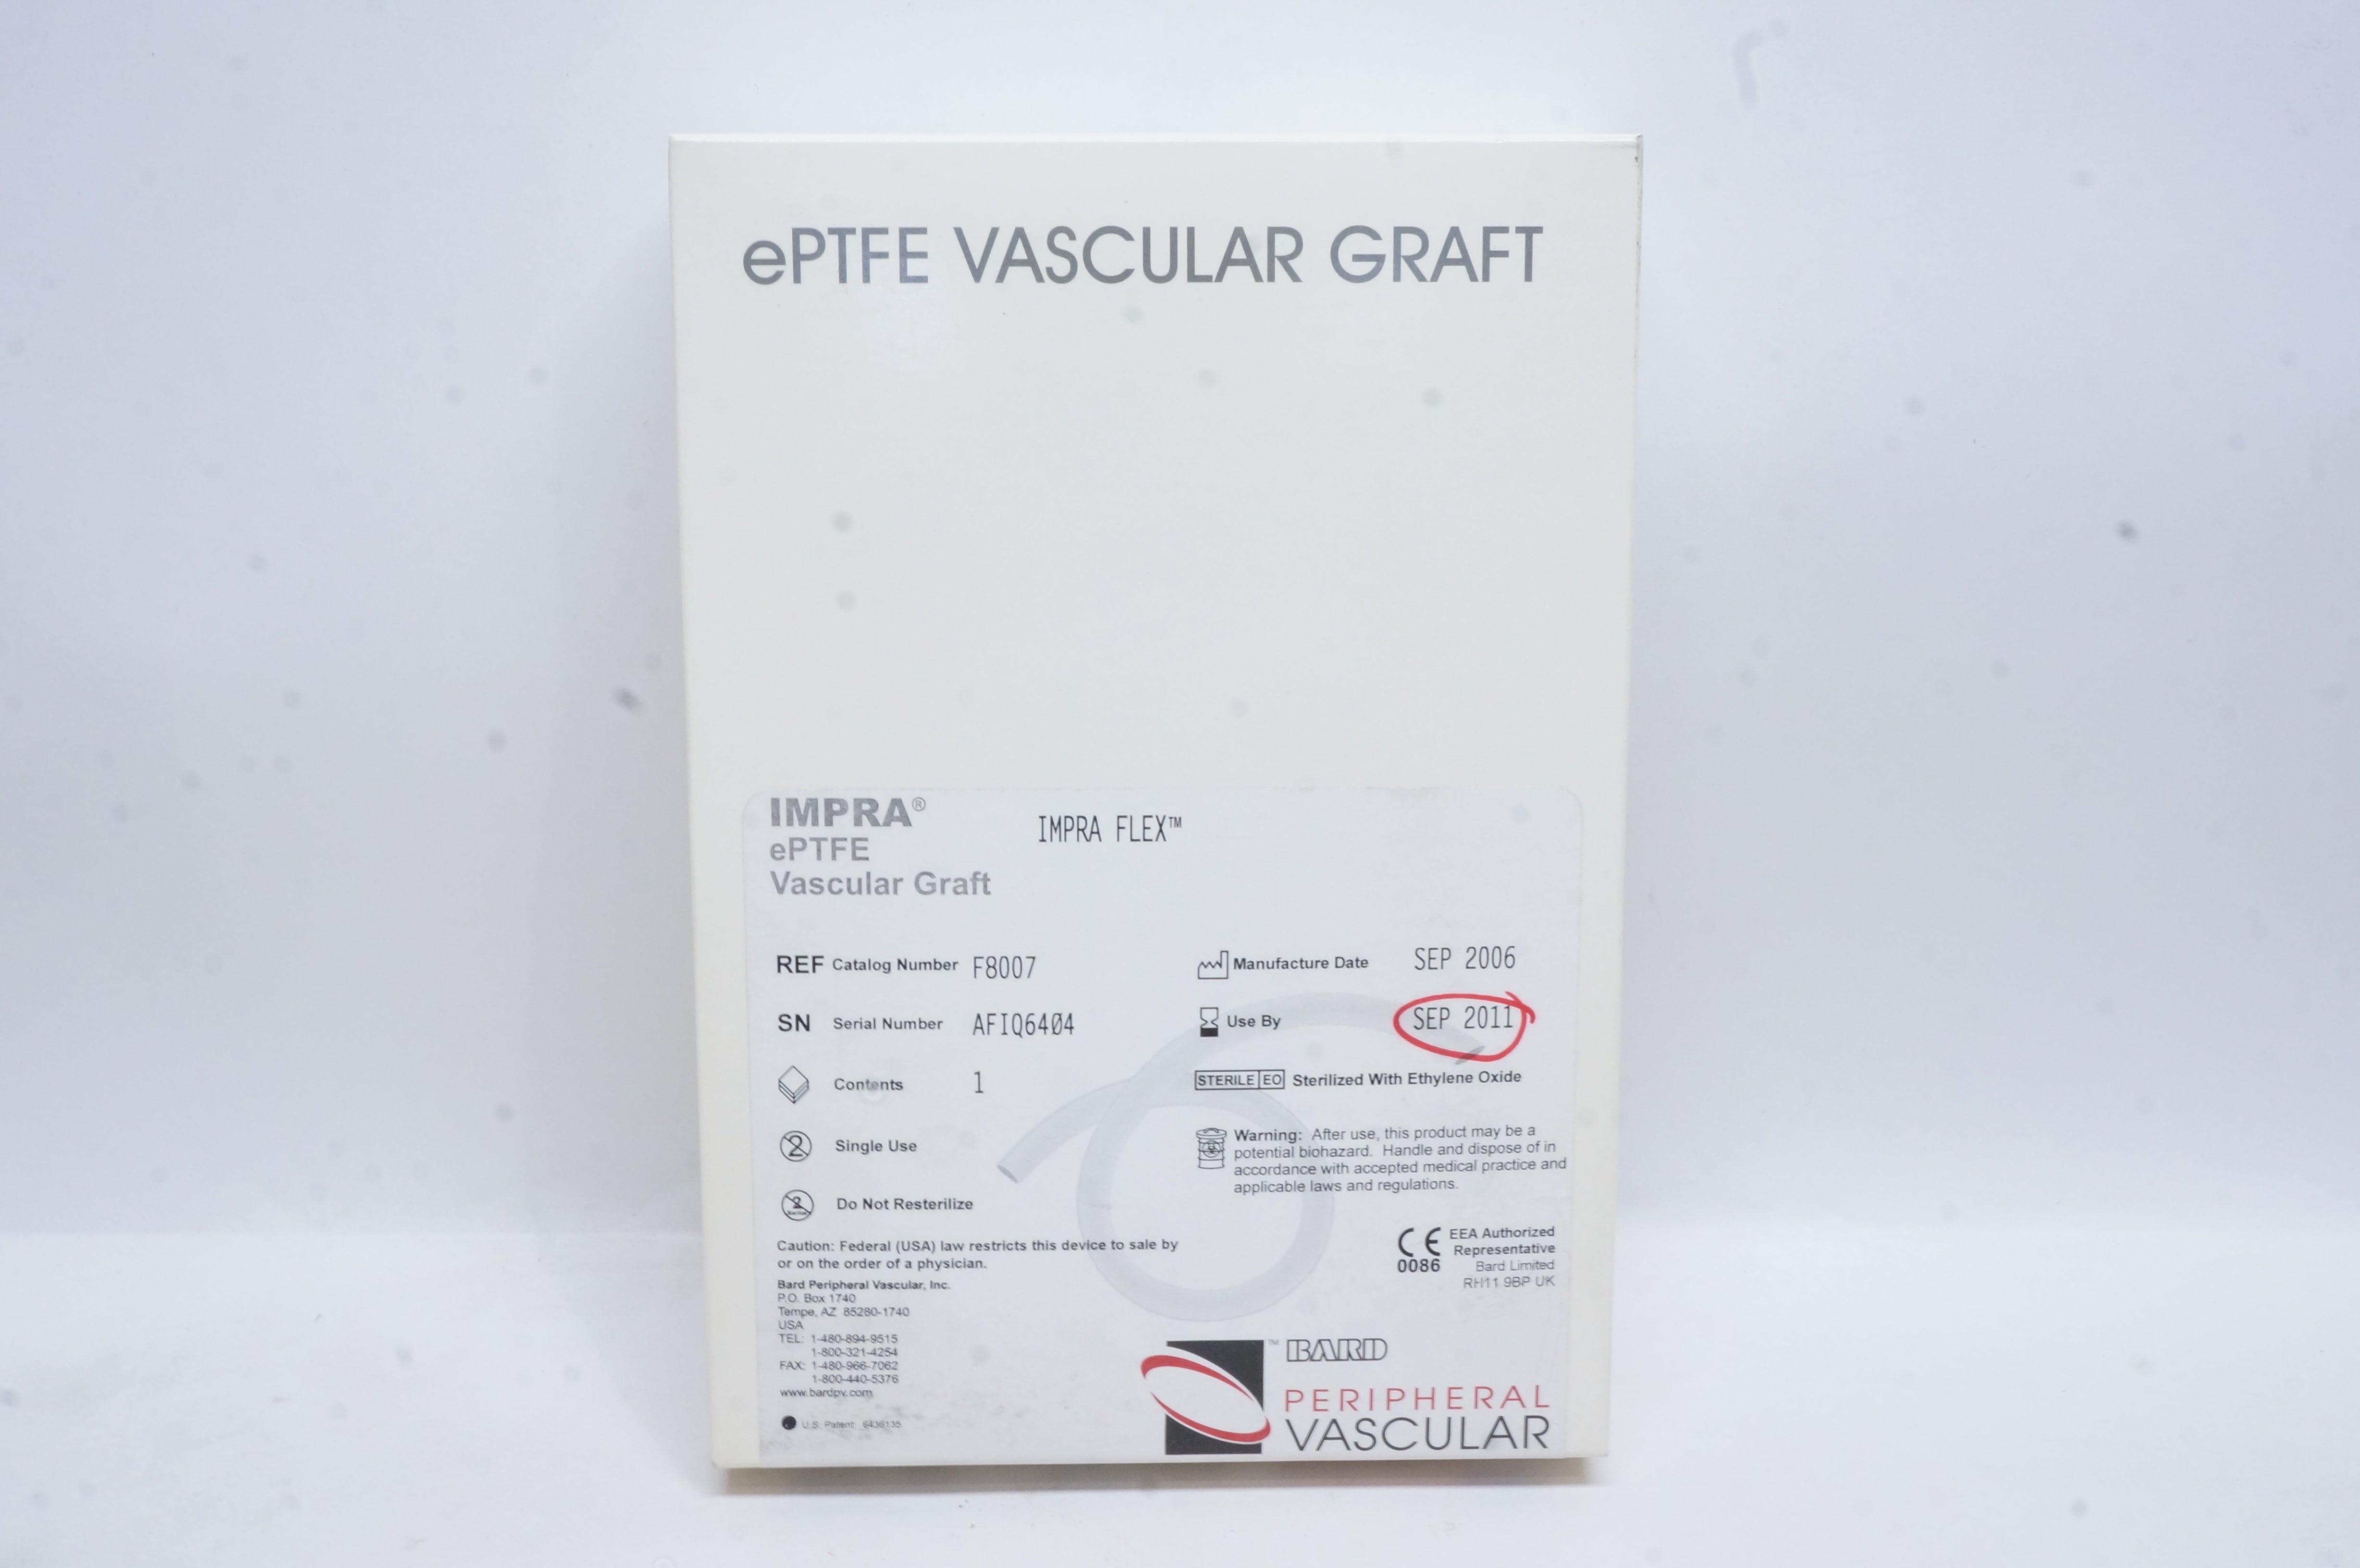 ePTFE VASCULAR GRAFT
IMPRA®
ePTFE
Vascular Graft
IMPRA FLEX™
REF Catalog Number F8007
SN Serial Number AFIQ6404
Contents 1
Single Use
Do Not Resterilize
Manufacture Date SEP 2006
Use By SEP 2011
STERILE EO Sterilized With Ethylene Oxide
Warning: After use, this product may be a
potential biohazard. Handle and dispose of in
accordance with accepted medical practice and
applicable laws and regulations.
Caution: Federal (USA) law restricts this device to sale by
or on the order of a physician.
Bard Peripheral Vascular, Inc.
P.O. Box 1740
Tempe, AZ 85280-1740
USA
TEL: 1-480-894-9515
1-800-321-4254
FAX: 1-480-966-7062
1-800-440-5376
www.bardpv.com
U.S. Patent: 6436135
CE
0086
EEA Authorized
Representative
Bard Limited
RH11 9BP UK
™ BARD
PERIPHERAL
VASCULAR